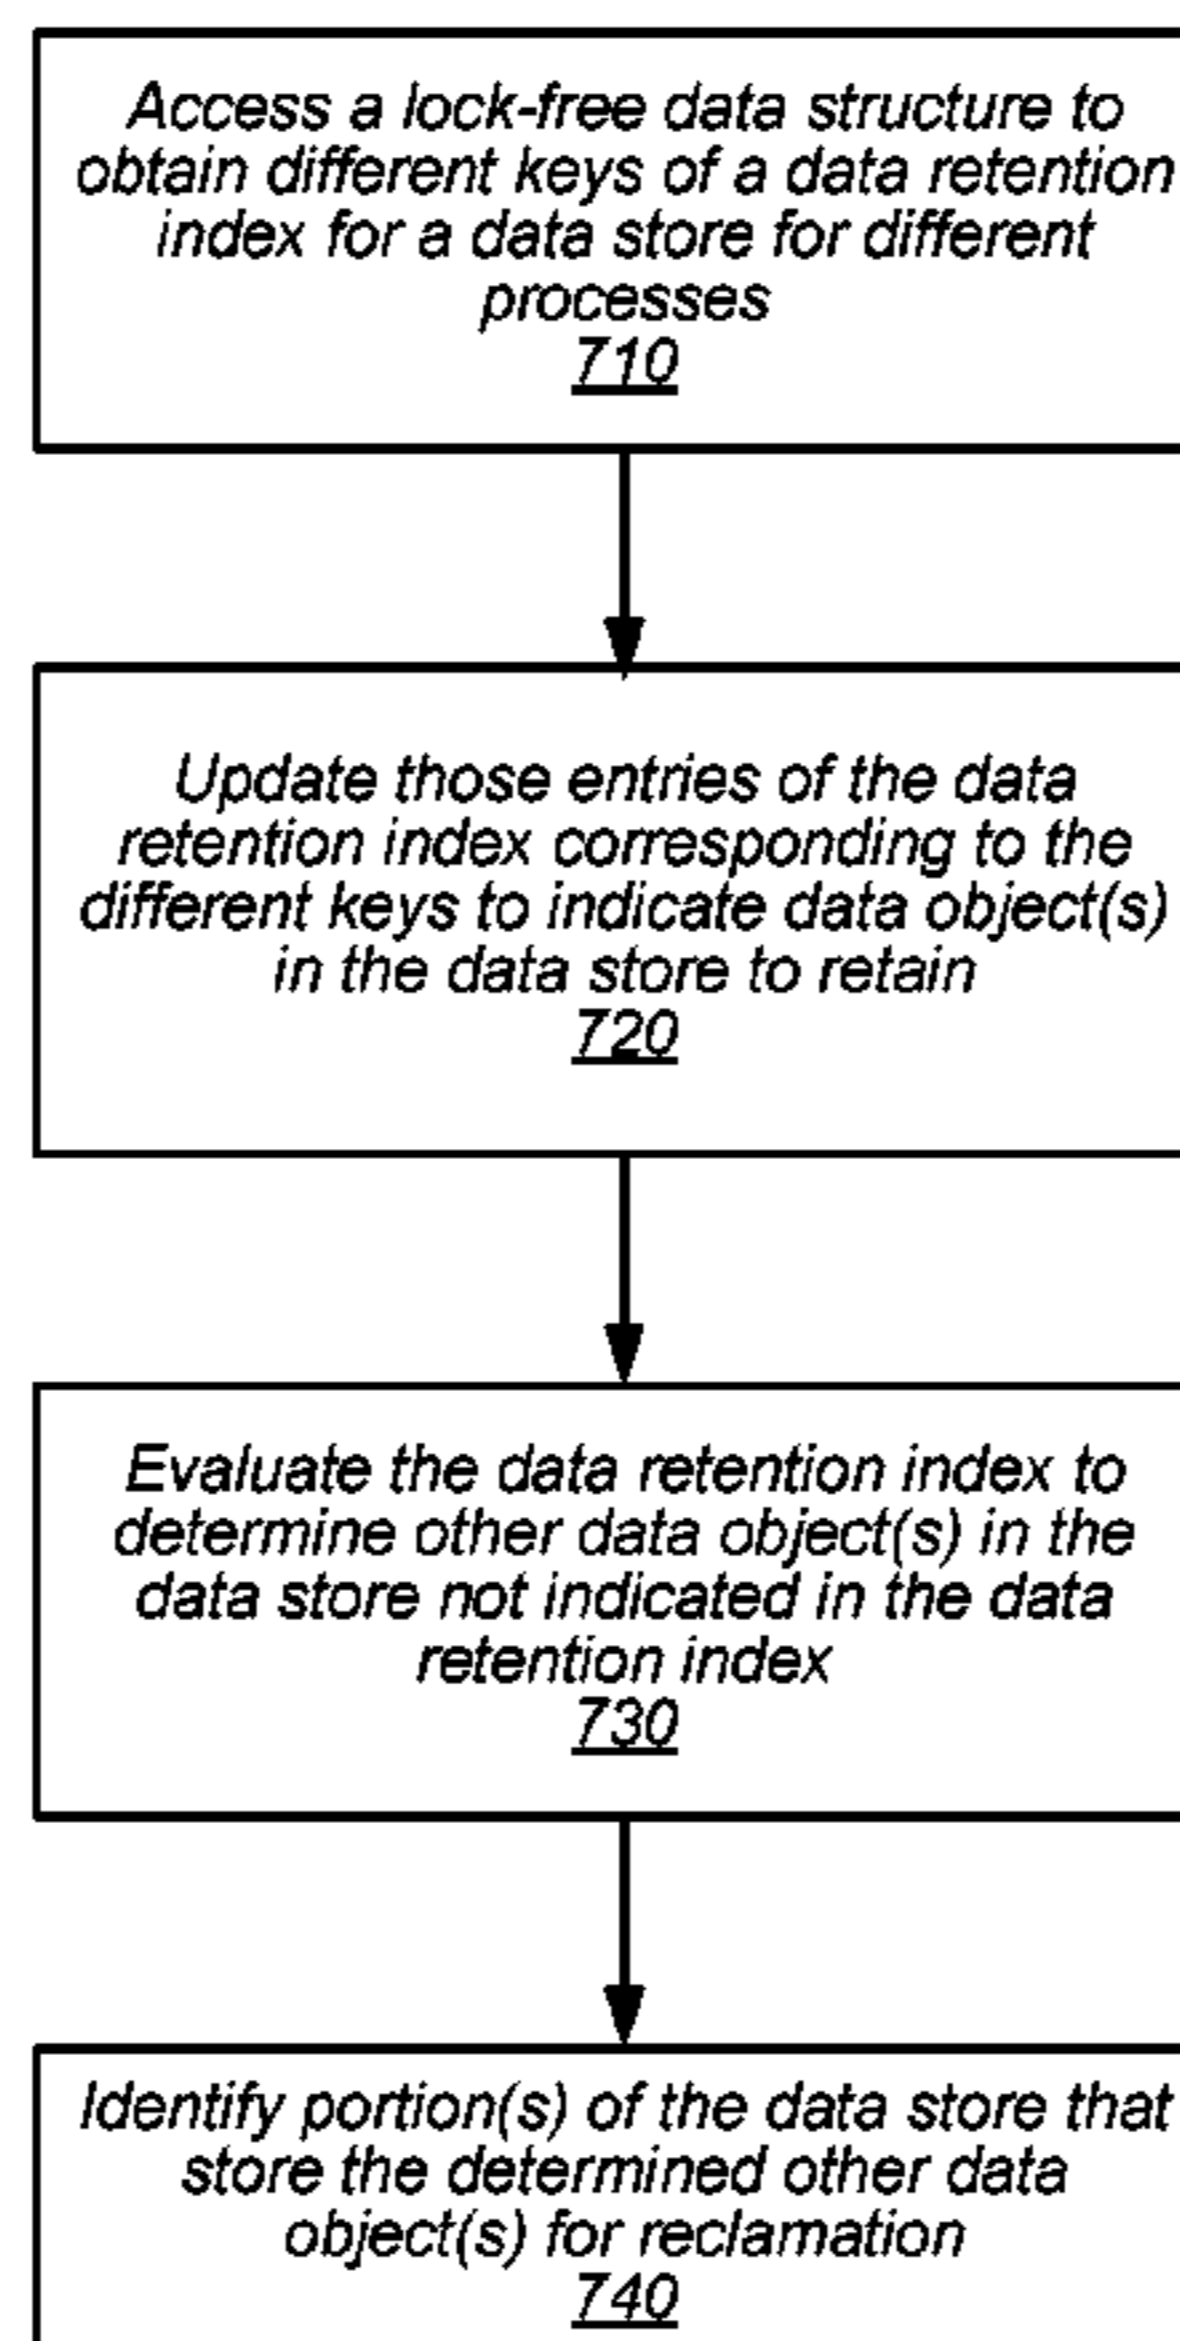 Access a lock-free data structure to
obtain different keys of a data retention
index for a data store for different
processes
710
Update those entries of the data
retention index corresponding to the
different keys to indicate data object(s)
in the data store to retain
720
Evaluate the data retention index to
determine other data object(s) in the
data store not indicated in the data
retention index
730
Identify portion(s) of the data store that
store the determined other data
object(s) for reclamation
740